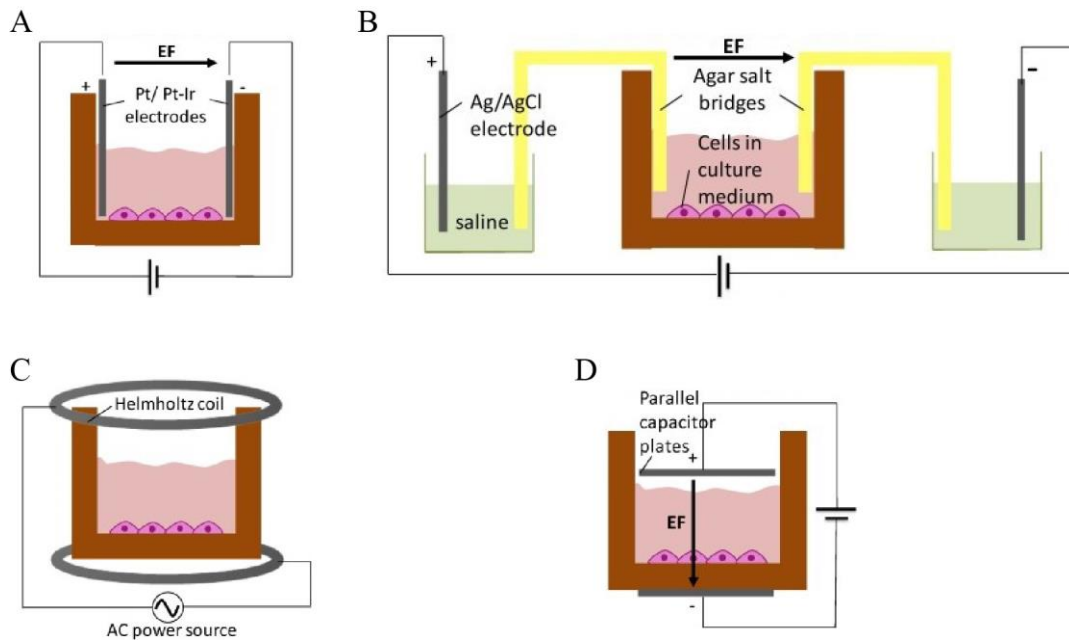 A
EF
+
-
Pt/ Pt-Ir
electrodes
B
EF
+
-
Agar salt
bridges
Ag/AgCl
electrode
Cells in
culture
medium
saline
C
Helmholtz coil
AC power source
D
Parallel
capacitor
plates
+
EF
-